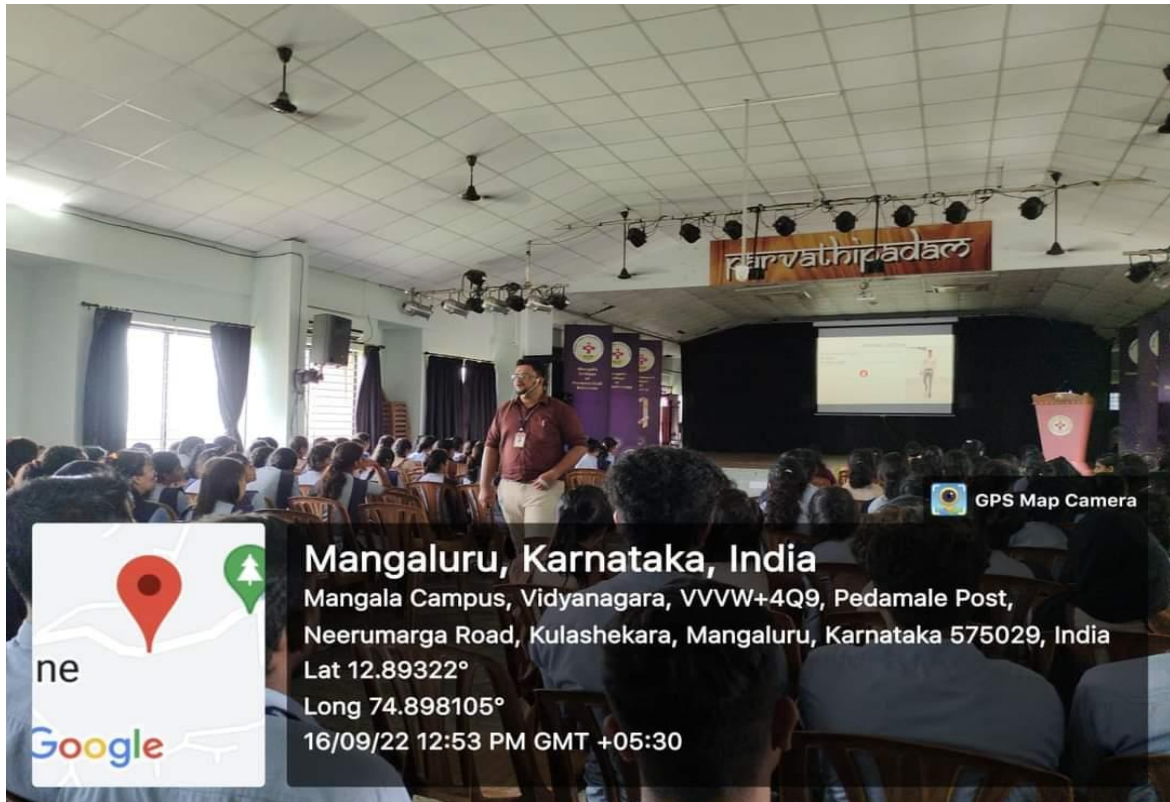 parvathipadam
GPS Map Camera
Mangaluru, Karnataka, India
Mangala Campus, Vidyanagara, VVVW+4Q9, Pedamale Post,
Neerumarga Road, Kulashekara, Mangaluru, Karnataka 575029, India
Lat 12.89322°
Long 74.898105°
16/09/22 12:53 PM GMT +05:30
ne
Google